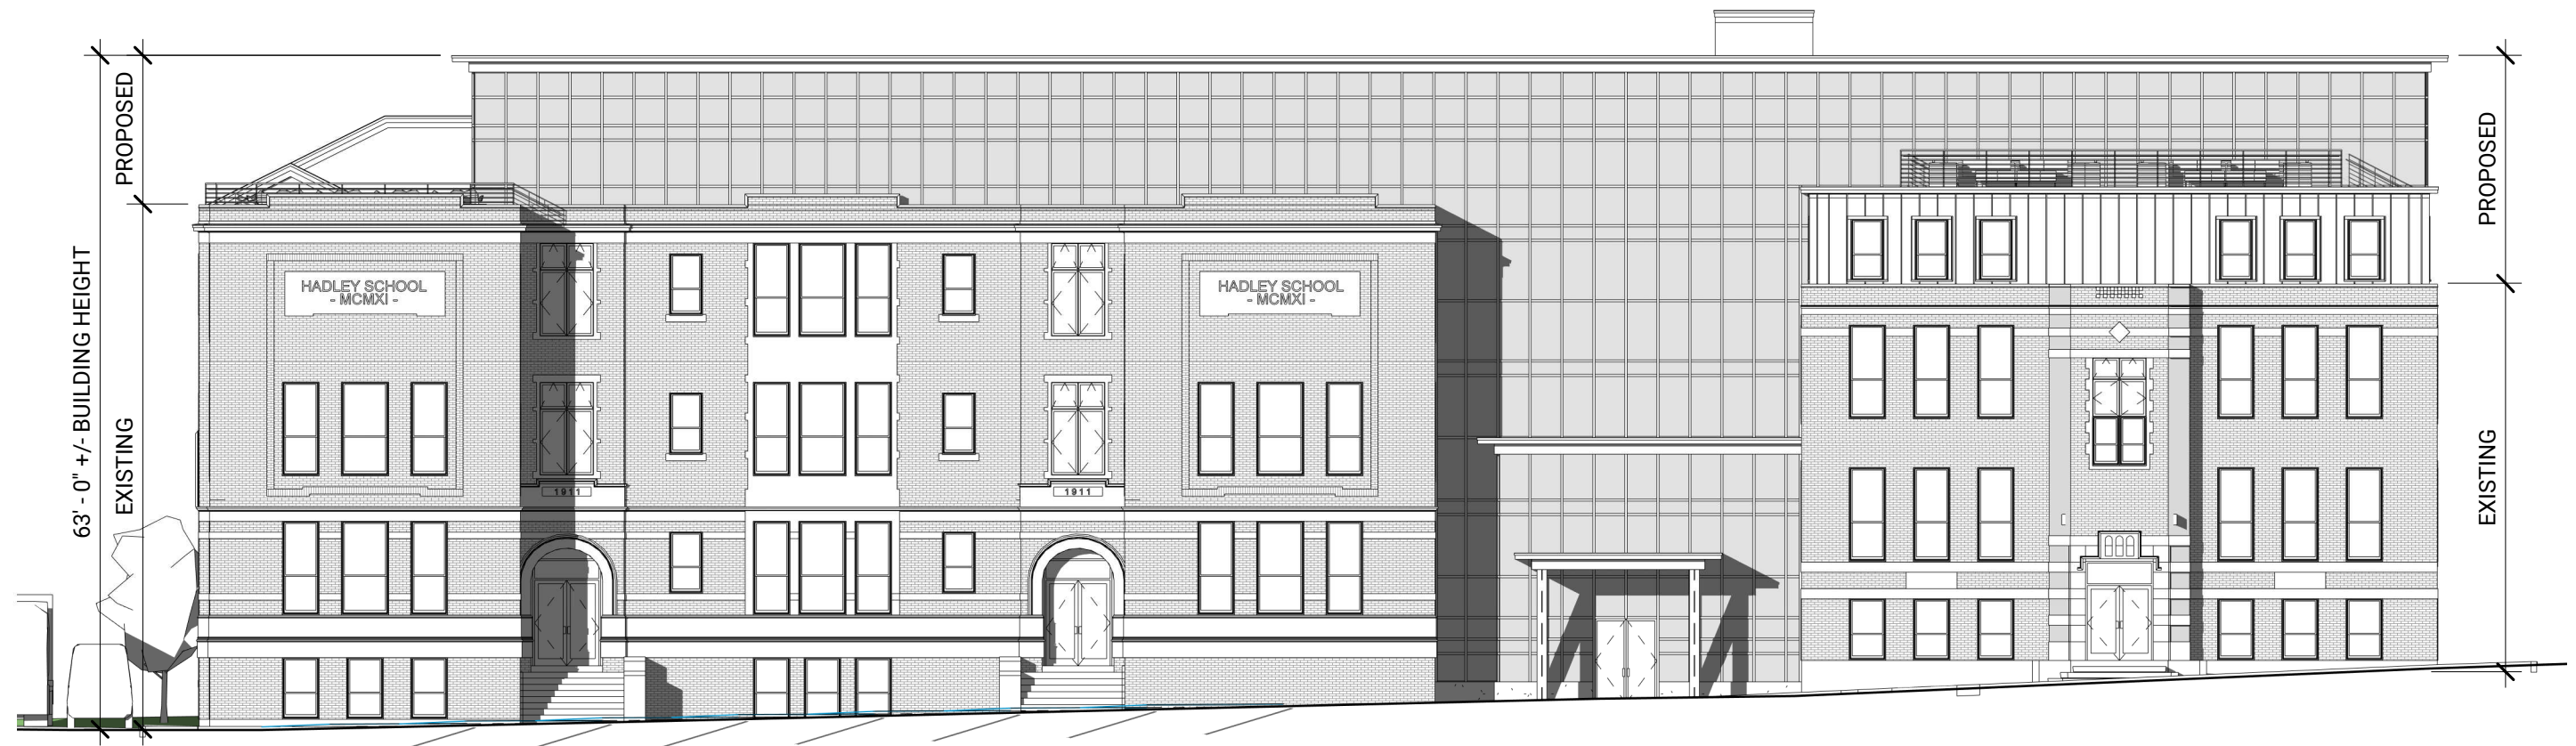 63' - 0" +/- BUILDING HEIGHT
PROPOSED
EXISTING
HADLEY SCHOOL
- MCMXI -
1911
1911
HADLEY SCHOOL
- MCMXI -
PROPOSED
EXISTING